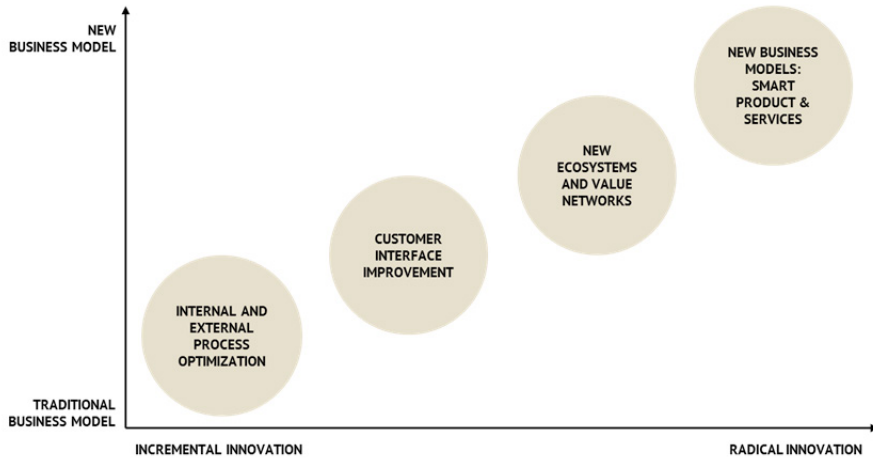 NEW
BUSINESS MODEL
NEW BUSINESS
MODELS:
SMART
PRODUCT &
SERVICES
NEW
ECOSYSTEMS
AND VALUE
NETWORKS
CUSTOMER
INTERFACE
IMPROVEMENT
INTERNAL AND
EXTERNAL
PROCESS
OPTIMIZATION
TRADITIONAL
BUSINESS MODEL
INCREMENTAL INNOVATION
RADICAL INNOVATION